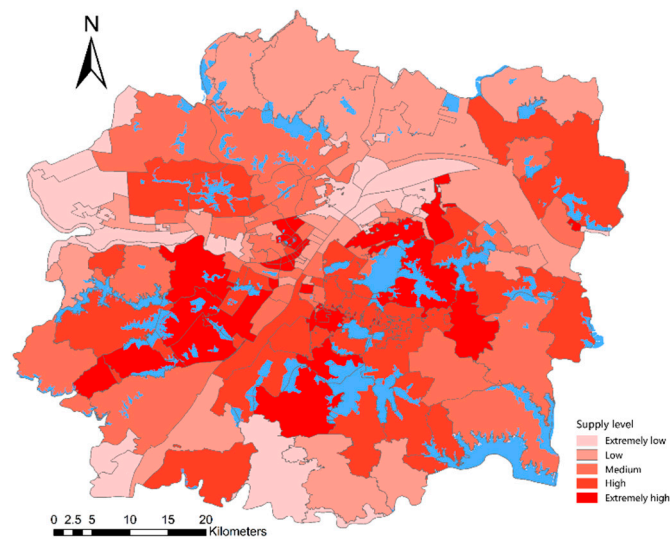 N
Supply level
Extremely low
Low
Medium
High
Extremely high
0 2.5 5 10 15 20
Kilometers